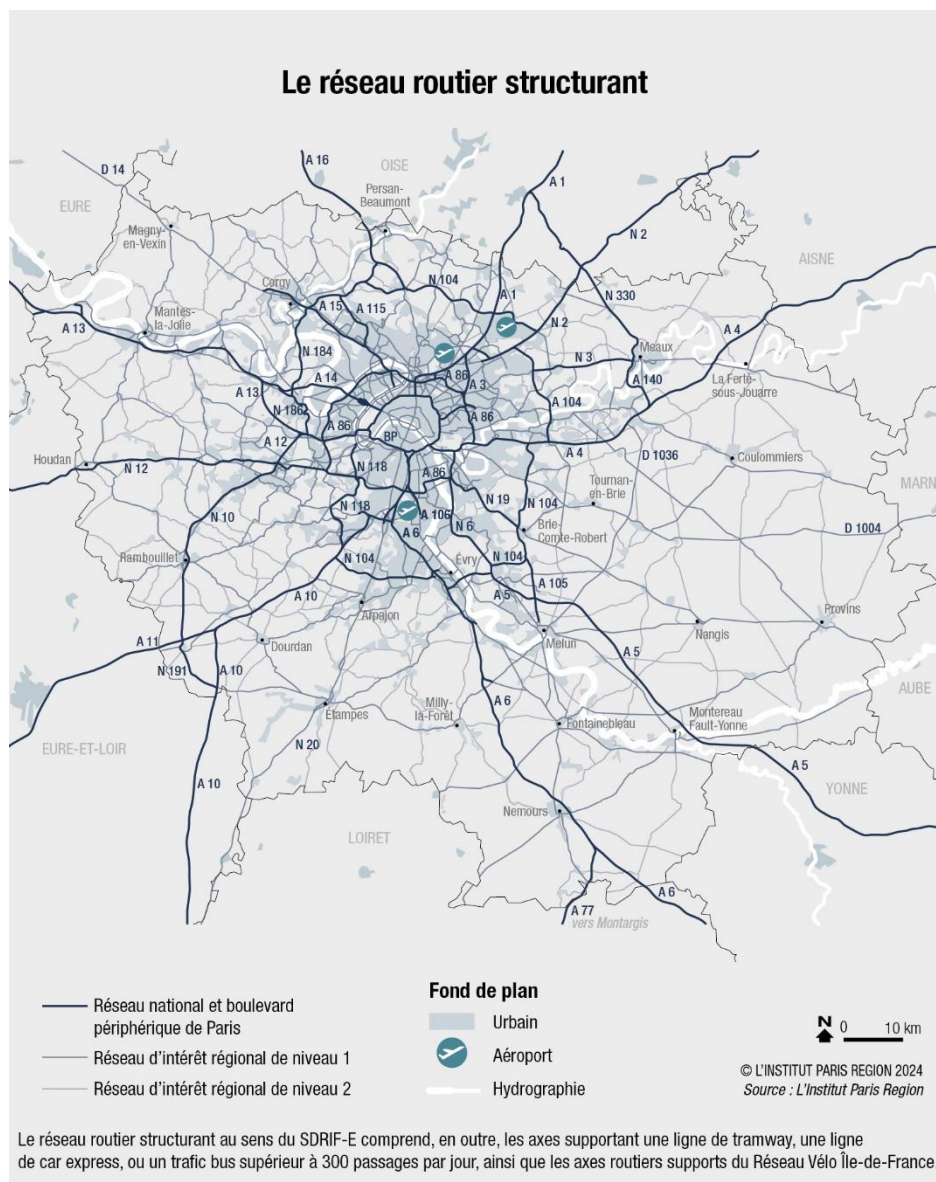 Le réseau routier structurant
A 16
OISE
D 14
A 1
Persan-
Beaumont
EURE
Magny-
en-Vexin
N 2
AISNE
N 104
Cergy
A 1
N 330
A 15
A 115
Mantes-
la-Jolie
N 2
A 4
A 13
N 184
N 3
Meaux
A 14
A 86
A 3
A 140
La Ferté-
sous-Jouarre
A 13
N 186
A 104
A 86
A 86
BP
A 12
A 4
D 1036
Houdan
N 12
N 118
A 86
Coulommiers
MARN
Tournan-
en-Brie
N 10
N 118
A 106
N 19
N 104
A 6
N 6
Brie-
Comte-Robert
D 1004
Rambouillet
N 104
Évry
N 104
A 105
A 10
A 5
Arpajon
Provins
Nangis
A 11
Dourdan
Melun
N 191
A 10
A 5
AUBE
A 6
Étampes
Milly-
la-Forêt
Fontainebleau
Montereau
Fault-Yonne
N 20
EURE-ET-LOIR
A 5
YONNE
A 10
Nemours
LOIRET
A 6
A 77
vers Montargis
Réseau national et boulevard
périphérique de Paris
Réseau d'intérêt régional de niveau 1
Réseau d'intérêt régional de niveau 2
Fond de plan
Urbain
Aéroport
Hydrographie
N 0 10 km
© L'INSTITUT PARIS REGION 2024
Source : L'Institut Paris Region
Le réseau routier structurant au sens du SDRIF-E comprend, en outre, les axes supportant une ligne de tramway, une ligne
de car express, ou un trafic bus supérieur à 300 passages par jour, ainsi que les axes routiers supports du Réseau Vélo Île-de-France